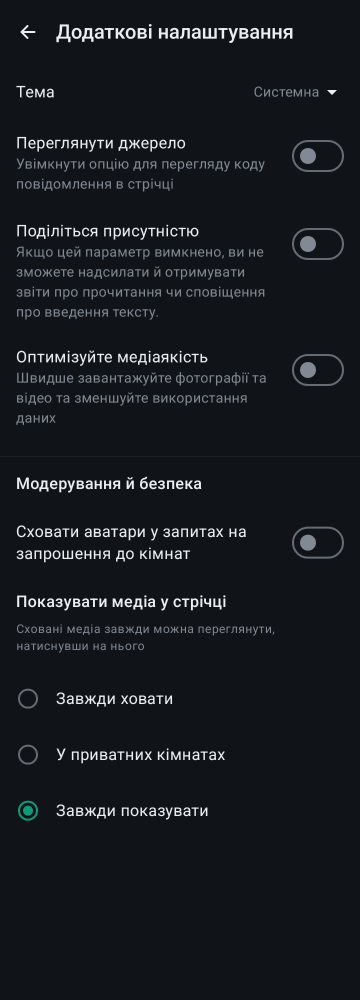 Додаткові налаштування
Тема
Системна
Переглянути джерело
Увімкнути опцію для перегляду коду
повідомлення в стрічці
Поділіться присутністю
Якщо цей параметр вимкнено, ви не
зможете надсилати й отримувати
звіти про прочитання чи сповіщення
про введення тексту.
Оптимізуйте медіаякість
Швидше завантажуйте фотографії та
відео та зменшуйте використання
даних
Модерування й безпека
Сховати аватари у запитах на
запрошення до кімнат
Показувати медіа у стрічці
Сховані медіа завжди можна переглянути,
натиснувши на нього
Завжди ховати
У приватних кімнатах
Завжди показувати